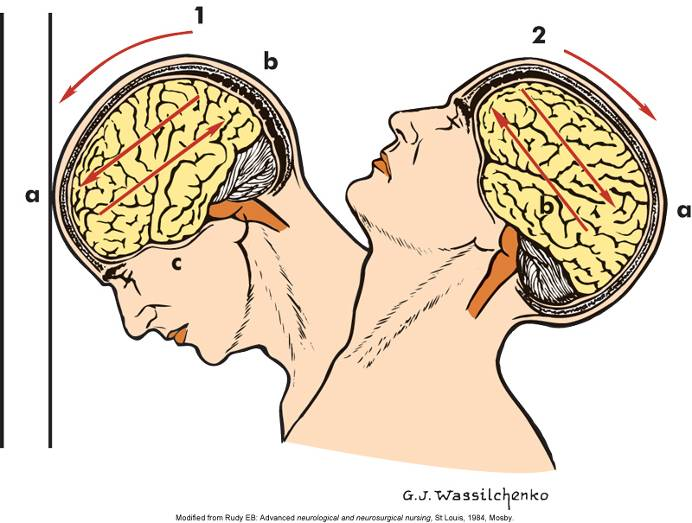 1
2
b
a
b
a
c
G.J. Wassilchenko
Modified from Rudy EB: Advanced neurological and neurosurgical nursing, St Louis, 1984, Mosby.